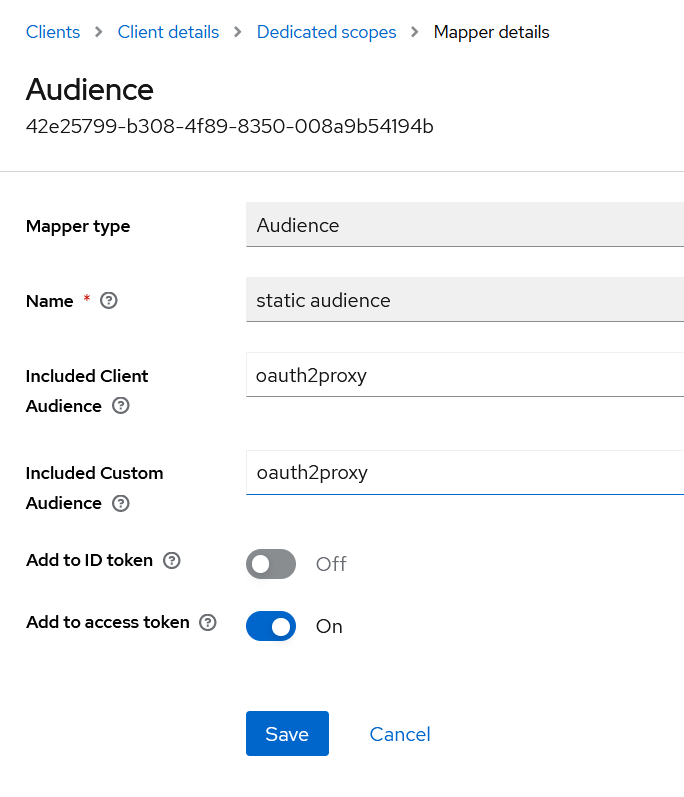 Clients > Client details > Dedicated scopes > Mapper details
Audience
42e25799-b308-4f89-8350-008a9b54194b
Mapper type Audience
Name * static audience
Included Client
Audience
oauth2proxy
Included Custom
Audience
oauth2proxy
Add to ID token Off
Add to access token On
Save Cancel